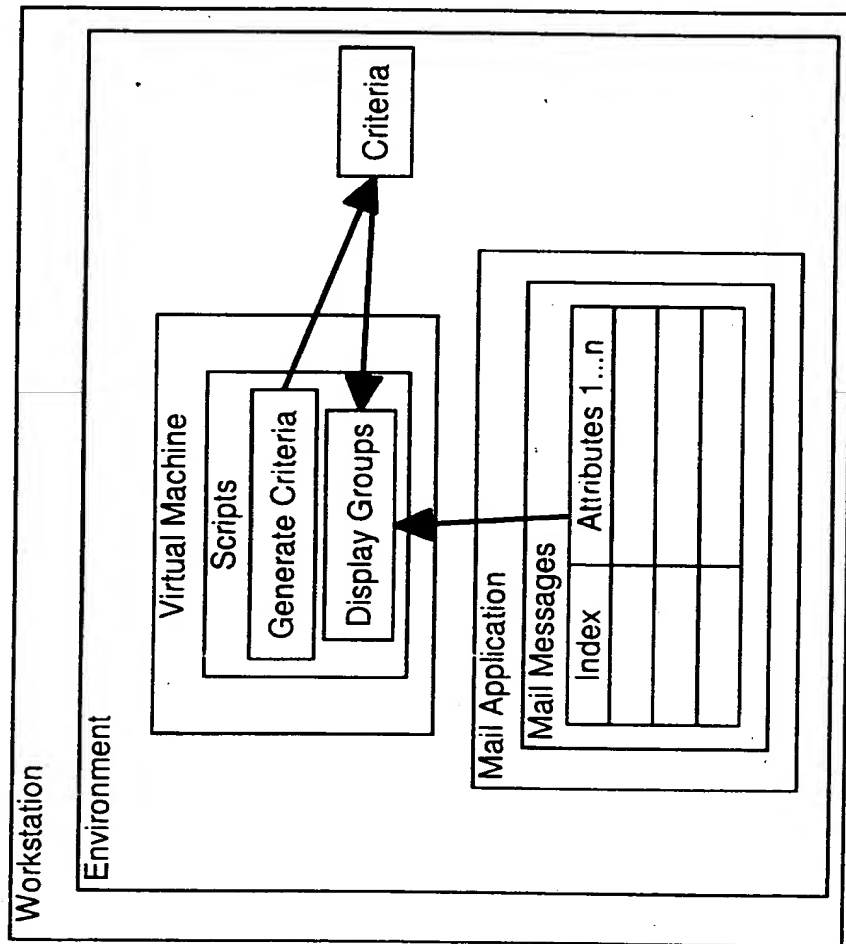 Workstation
Environment
Virtual Machine
Scripts
Generate Criteria
Display Groups
Criteria
Mail Application
Mail Messages
Index Attributes 1...n